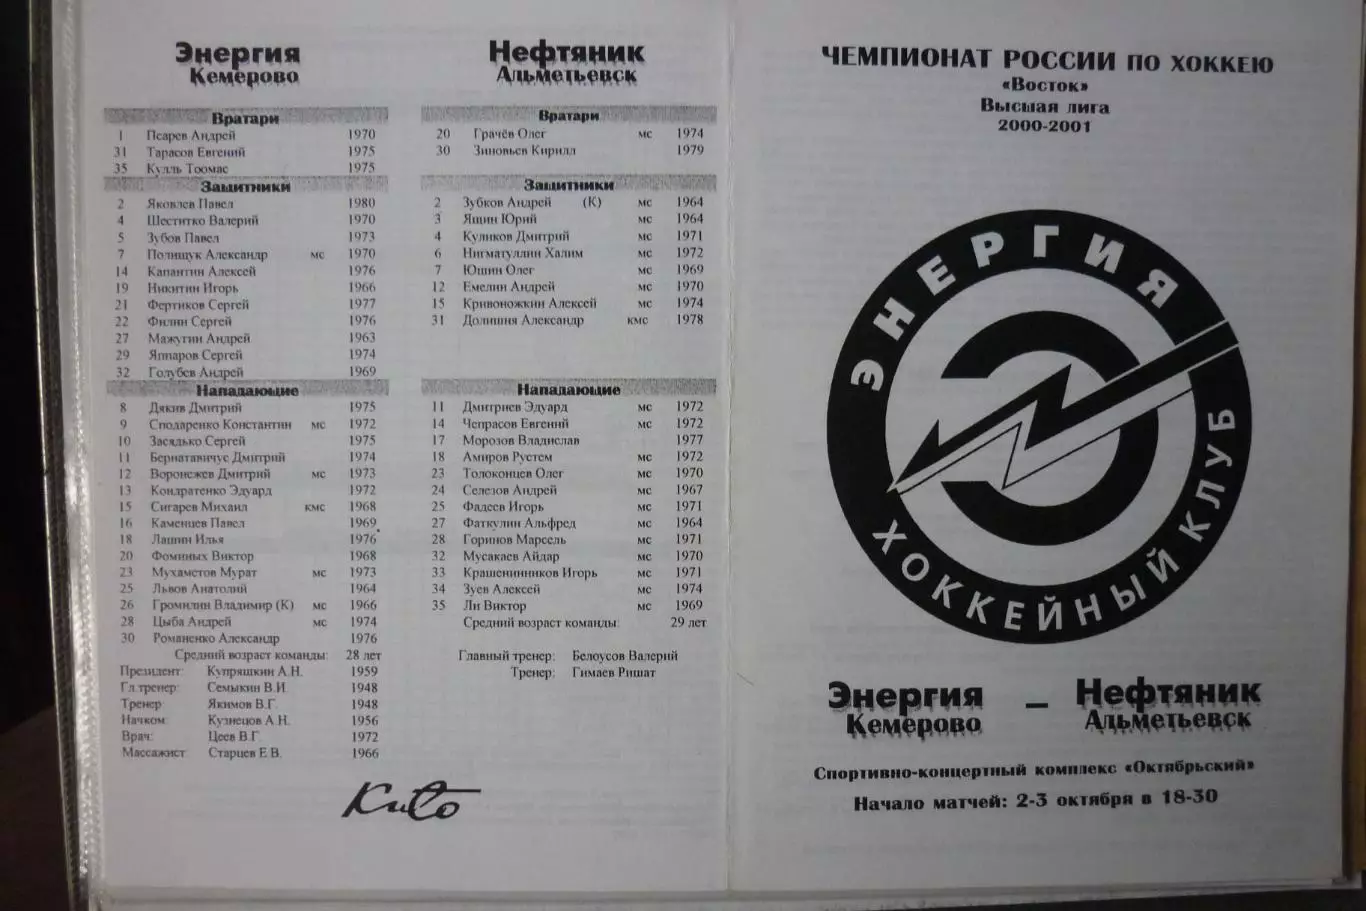 Энергия
Кемерово
Вратари
1 Псарев Андрей 1970
31 Тарасов Евгений 1975
35 Кулль Тоомас 1975
Защитники
2 Яковлев Павел 1980
4 Шеститко Валерий 1970
5 Зубов Павел 1973
7 Полищук Александр мс 1970
14 Капантин Алексей 1976
19 Никитин Игорь 1966
21 Фертиков Сергей 1977
22 Филин Сергей 1976
27 Мажугин Андрей 1963
29 Яппаров Сергей 1974
32 Голубев Андрей 1969
Нападающие
8 Дякив Дмитрий 1975
9 Сподаренко Константин мс 1972
10 Засядько Сергей 1975
11 Бернатавичус Дмитрий 1974
12 Воронежев Дмитрий мс 1973
13 Кондратенко Эдуард 1972
15 Сигарев Михаил кмс 1968
16 Каменцев Павел 1969
18 Лашин Илья 1976
20 Фоминых Виктор 1968
23 Мухаметов Мурат мс 1973
25 Львов Анатолий 1964
26 Громилин Владимир (К) мс 1966
28 Цыба Андрей мс 1974
30 Романенко Александр 1976
Средний возраст команды: 28 лет
Президент: Купряшкин А.Н. 1959
Гл.тренер: Семыкин В.И. 1948
Тренер: Якимов В.Г. 1948
Начком: Кузнецов А.Н. 1956
Врач: Цеев В.Г. 1972
Массажист: Старцев Е.В. 1966
Нефтяник
Альметьевск
Вратари
20 Грачёв Олег мс 1974
30 Зиновьев Кирилл 1979
Защитники
2 Зубков Андрей (К) мс 1964
3 Яшин Юрий мс 1964
4 Куликов Дмитрий мс 1971
6 Нигматуллин Халим мс 1972
7 Юшин Олег мс 1969
12 Емелин Андрей мс 1970
15 Кривоножкин Алексей мс 1974
31 Долишня Александр кмс 1978
Нападающие
11 Дмитриев Эдуард мс 1972
14 Чепрасов Евгений мс 1972
17 Морозов Владислав 1977
18 Амиров Рустем мс 1972
23 Толоконцев Олег мс 1970
24 Селезов Андрей мс 1967
25 Фадеев Игорь мс 1971
27 Фаткулин Альфред мс 1964
28 Горинов Марсель мс 1971
32 Мусакаев Айдар мс 1970
33 Крашенинников Игорь мс 1971
34 Зуев Алексей мс 1974
35 Ли Виктор мс 1969
Средний возраст команды: 29 лет
Главный тренер: Белоусов Валерий
Тренер: Гимаев Ришат
ЧЕМПИОНАТ РОССИИ ПО ХОККЕЮ
«Восток»
Высшая лига
2000-2001
ЭНЕРГИЯ
ХОККЕЙНЫЙ КЛУБ
Энергия – Нефтяник
Кемерово Альметьевск
Спортивно-концертный комплекс «Октябрьский»
Начало матчей: 2-3 октября в 18-30